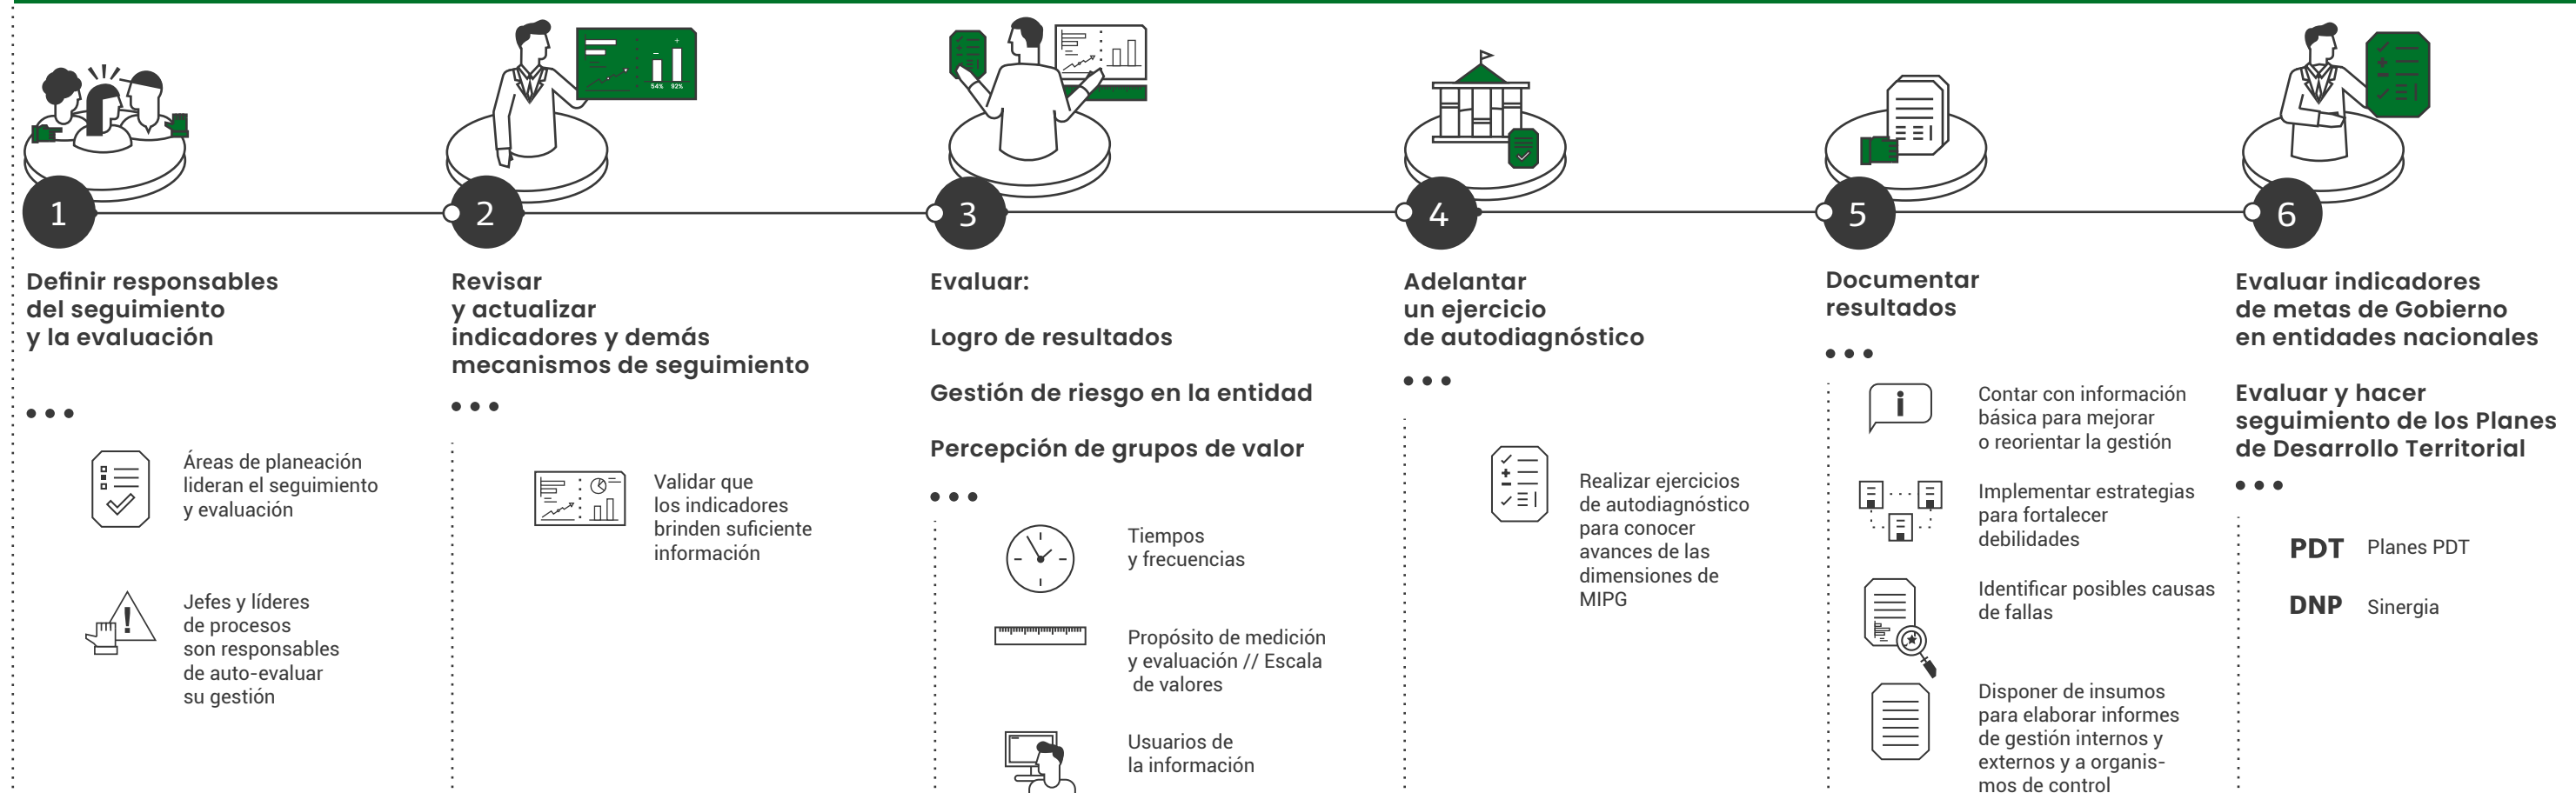 54%
92%
1
2
3
4
5
6
Definir responsables
del seguimiento
y la evaluación
Áreas de planeación
lideran el seguimiento
y evaluación
Jefes y líderes
de procesos
son responsables
de auto-evaluar
su gestión
Revisar
y actualizar
indicadores y demás
mecanismos de seguimiento
Validar que
los indicadores
brinden suficiente
información
Evaluar:
Logro de resultados
Gestión de riesgo en la entidad
Percepción de grupos de valor
Tiempos
y frecuencias
Propósito de medición
y evaluación // Escala
de valores
Usuarios de
la información
Adelantar
un ejercicio
de autodiagnóstico
Realizar ejercicios
de autodiagnóstico
para conocer
avances de las
dimensiones de
MIPG
Documentar
resultados
Contar con información
básica para mejorar
o reorientar la gestión
Implementar estrategias
para fortalecer
debilidades
Identificar posibles causas
de fallas
Disponer de insumos
para elaborar informes
de gestión internos y
externos y a organis-
mos de control
Evaluar indicadores
de metas de Gobierno
en entidades nacionales
Evaluar y hacer
seguimiento de los Planes
de Desarrollo Territorial
PDT Planes PDT
DNP Sinergia